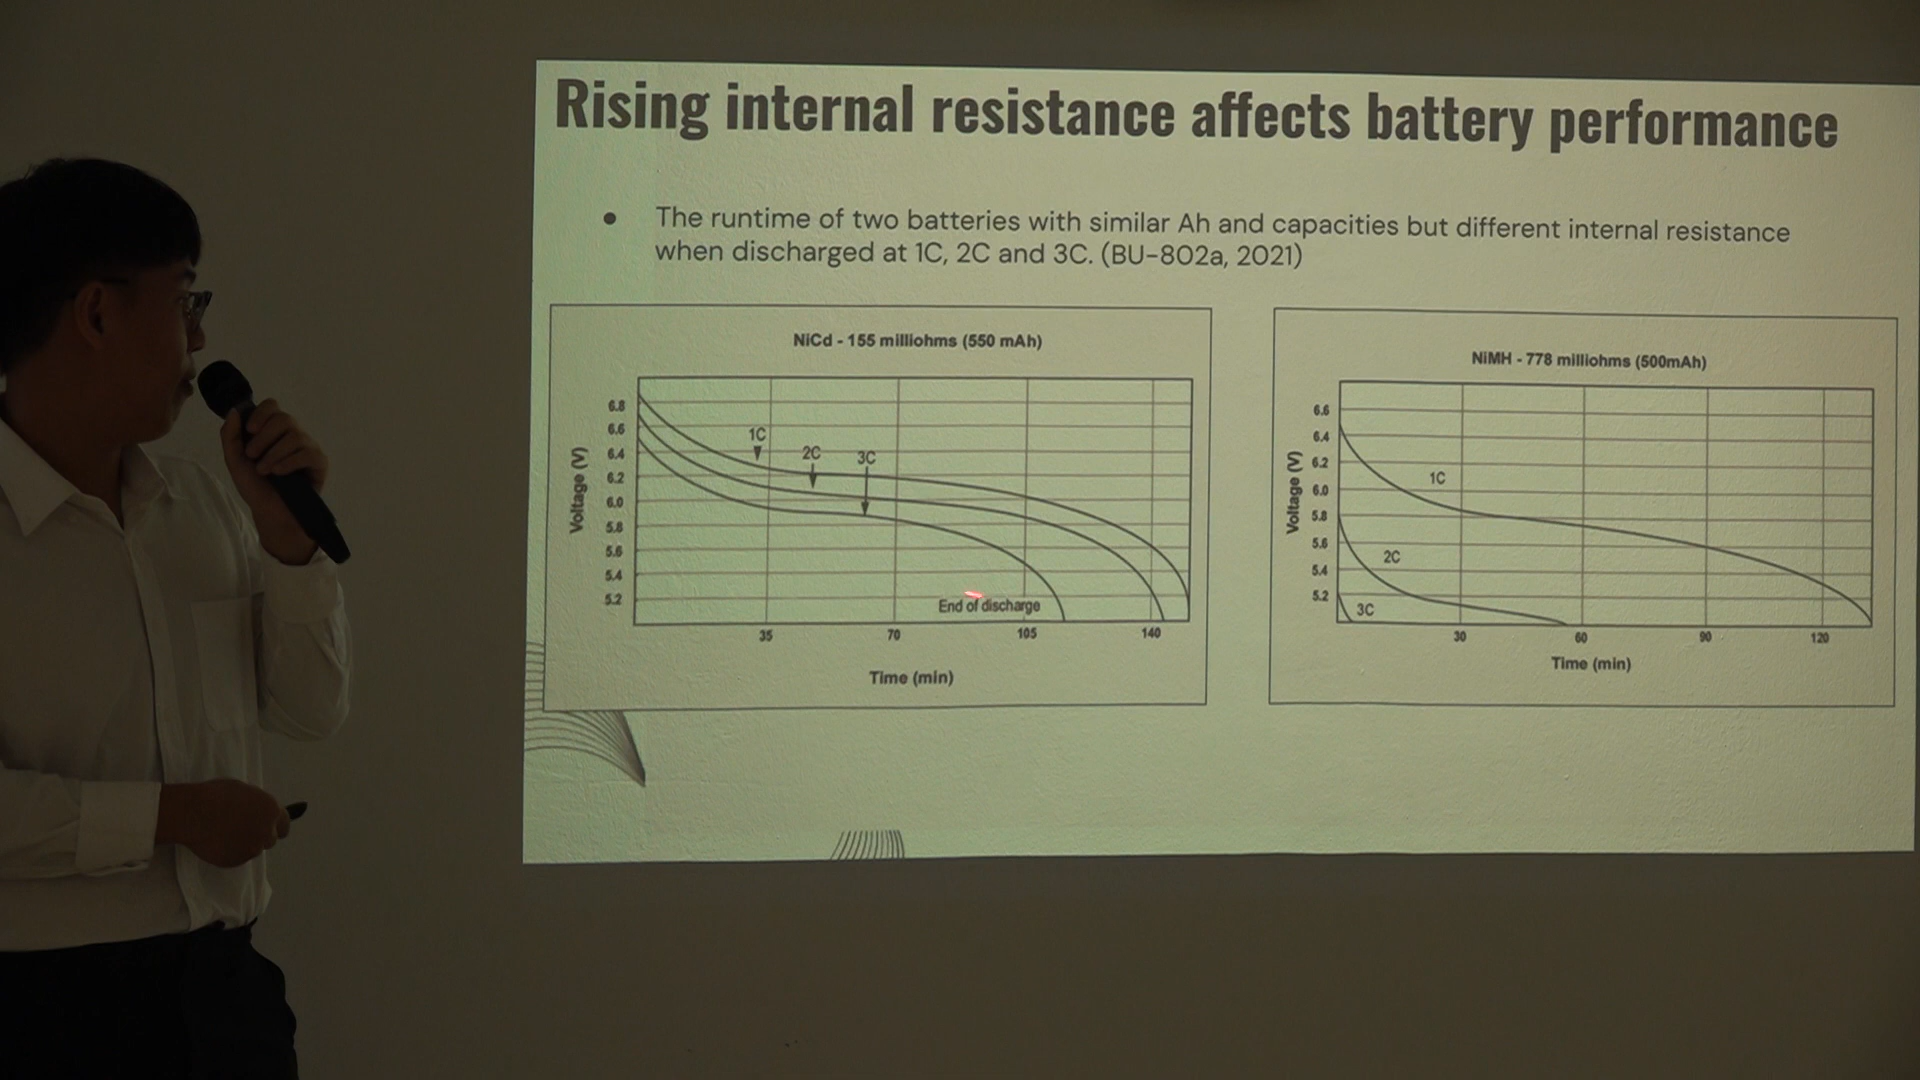 Rising internal resistance affects battery performance
● The runtime of two batteries with similar Ah and capacities but different internal resistance
when discharged at 1C, 2C and 3C. (BU-802a, 2021)
NiCd - 155 milliohms (550 mAh)
Voltage (V)
6.8
6.6
6.4
6.2
6.0
5.8
5.6
5.4
5.2
1C
2C
3C
End of discharge
35
70
105
140
Time (min)
NiMH - 778 milliohms (500mAh)
Voltage (V)
6.6
6.4
6.2
6.0
5.8
5.6
5.4
5.2
1C
2C
3C
30
60
90
120
Time (min)